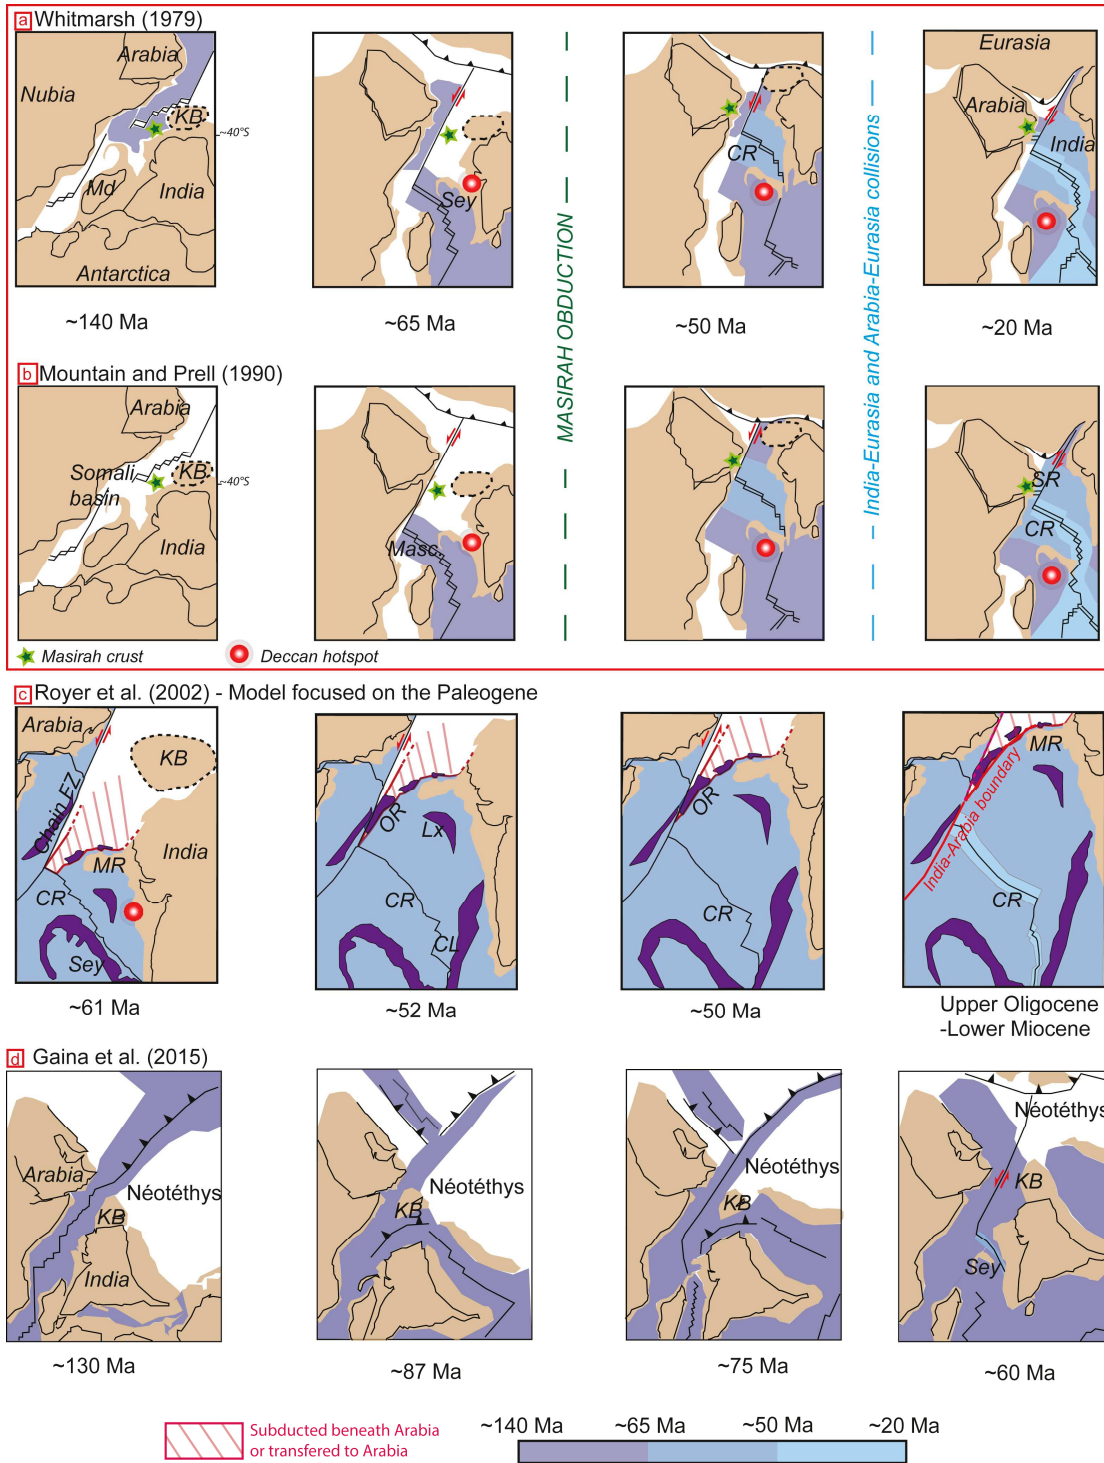 a Whitmarsh (1979)
Arabia
Nubia
KB
~40°S
Md
India
Antarctica
~140 Ma
Sey
~65 Ma
MASIRAH OBDUCTION
CR
~50 Ma
India-Eurasia and Arabia-Eurasia collisions
Eurasia
Arabia
India
~20 Ma
b Mountain and Prell (1990)
Arabia
Somali
basin
KB
~40°S
India
Masc.
SR
CR
Masirah crust
Deccan hotspot
c Royer et al. (2002) - Model focused on the Paleogene
Arabia
KB
Chain FZ
MR
India
CR
Sey
~61 Ma
OR
Lx
CR
CL
~52 Ma
OR
CR
~50 Ma
MR
India-Arabia boundary
CR
Upper Oligocene
-Lower Miocene
d Gaina et al. (2015)
Arabia
Néotéthys
KB
India
~130 Ma
Néotéthys
KB
~87 Ma
Néotéthys
KB
~75 Ma
Néotéthys
KB
Sey
~60 Ma
Subducted beneath Arabia
or transfered to Arabia
~140 Ma
~65 Ma
~50 Ma
~20 Ma